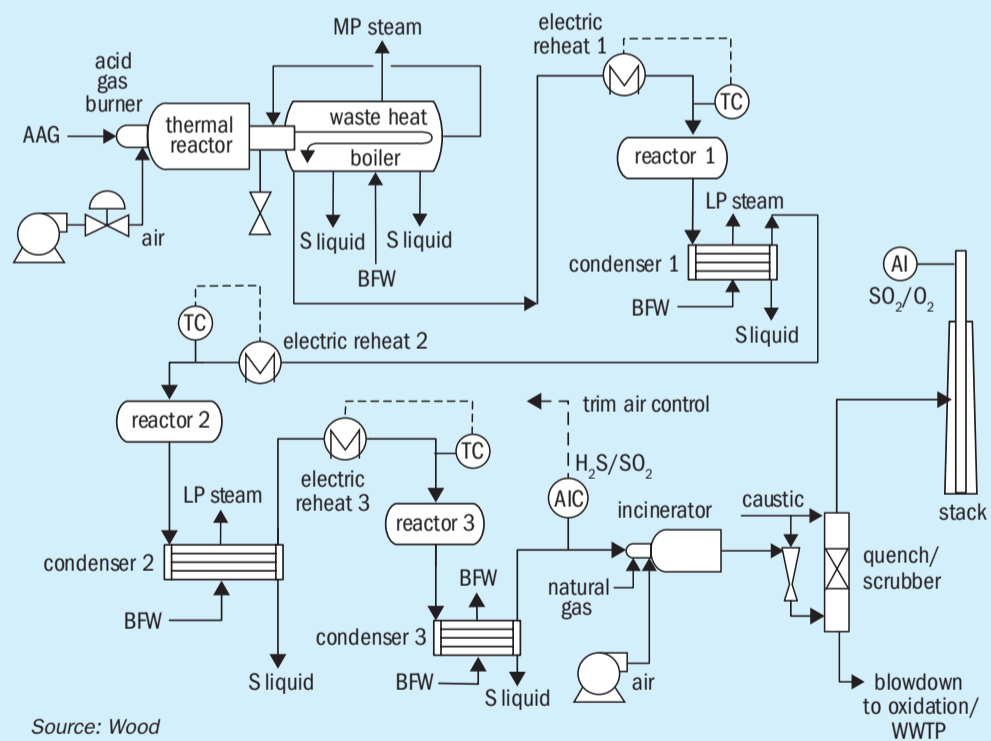 MP steam
electric
reheat 1
acid
gas
burner
TC
AAG
thermal
reactor
waste heat
boiler
reactor 1
air
S liquid
S liquid
BFW
LP steam
condenser 1
BFW
S liquid
AI
SO₂/O₂
TC
electric reheat 2
reactor 2
trim air control
TC
electric
reheat 3
H₂S/SO₂
AIC
LP steam
reactor 3
incinerator
caustic
stack
condenser 2
quench/
scrubber
BFW
BFW
natural
gas
condenser 3
BFW
S liquid
S liquid
air
blowdown
to oxidation/
WWTP
Source: Wood